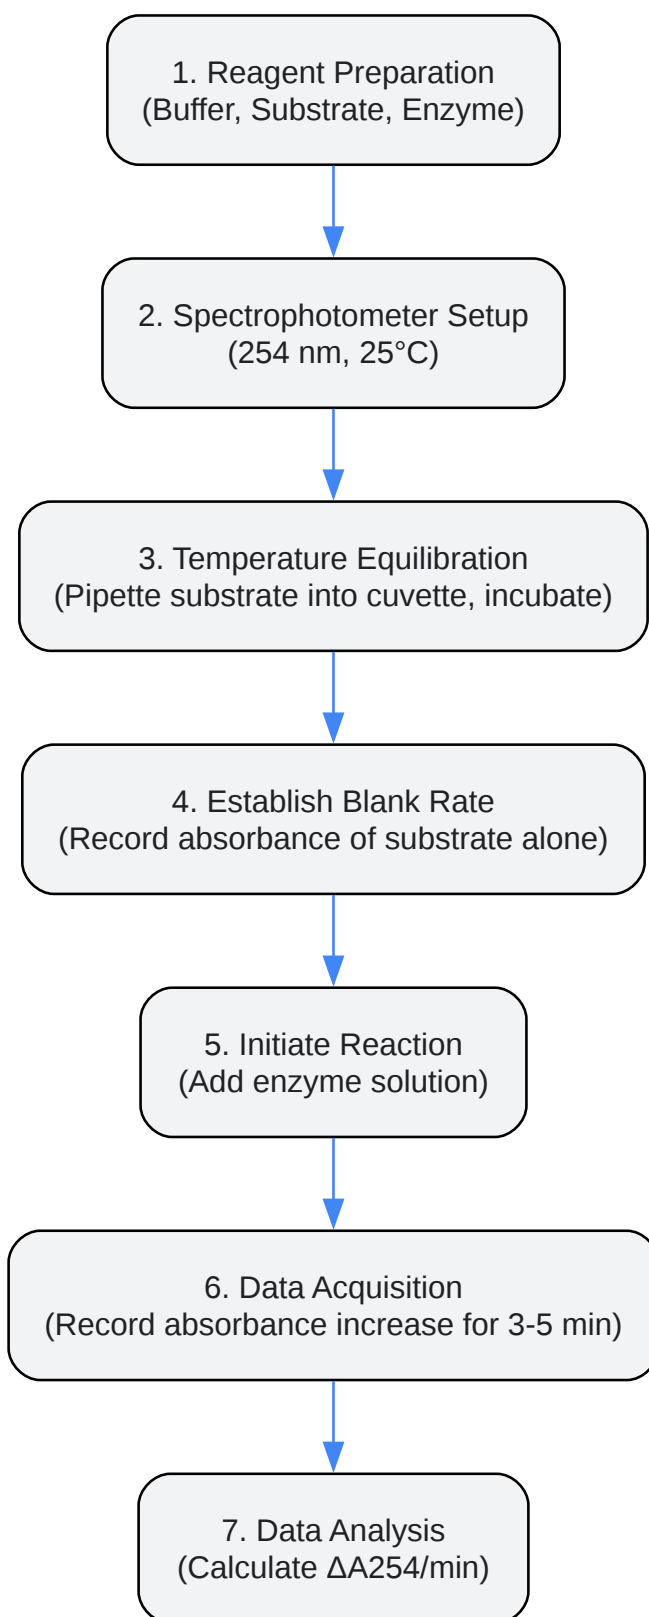 1. Reagent Preparation
(Buffer, Substrate, Enzyme)
2. Spectrophotometer Setup
(254 nm, 25°C)
3. Temperature Equilibration
(Pipette substrate into cuvette, incubate)
4. Establish Blank Rate
(Record absorbance of substrate alone)
5. Initiate Reaction
(Add enzyme solution)
6. Data Acquisition
(Record absorbance increase for 3-5 min)
7. Data Analysis
(Calculate ΔA254/min)